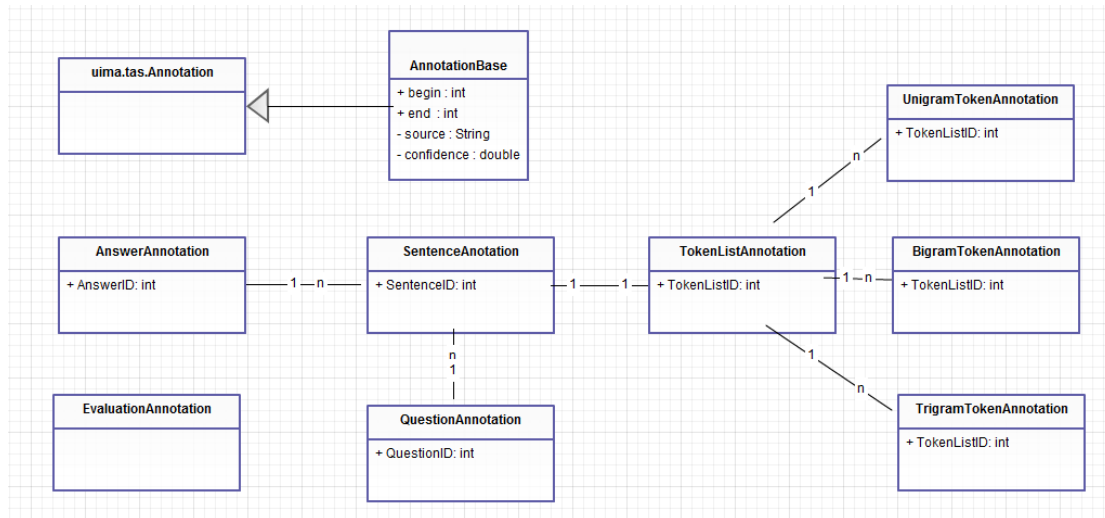 uima.tas.Annotation
AnnotationBase
+ begin : int
+ end : int
- source : String
- confidence : double
UnigramTokenAnnotation
+ TokenListID: int
n
1
AnswerAnnotation
+ AnswerID: int
1
n
SentenceAnotation
+ SentenceID: int
1
1
TokenListAnnotation
+ TokenListID: int
1
n
BigramTokenAnnotation
+ TokenListID: int
n
1
1
n
EvaluationAnnotation
QuestionAnnotation
+ QuestionID: int
TrigramTokenAnnotation
+ TokenListID: int